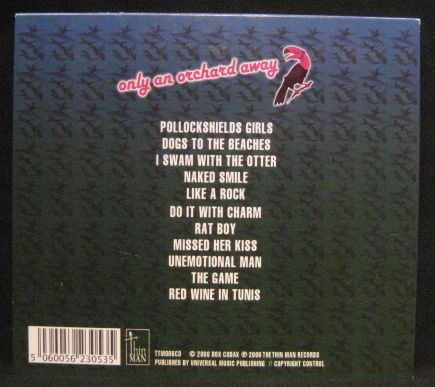 only an orchard away
POLLOCKSHIELDS GIRLS
DOGS TO THE BEACHES
I SWAM WITH THE OTTER
NAKED SMILE
LIKE A ROCK
DO IT WITH CHARM
RAT BOY
MISSED HER KISS
UNEMOTIONAL MAN
THE GAME
RED WINE IN TUNIS
5 060056 230535
thin MAN
TTM006CD © 2006 BOX CODAX ℗ 2006 THE THIN MAN RECORDS
PUBLISHED BY UNIVERSAL MUSIC PUBLISHING // COPYRIGHT CONTROL